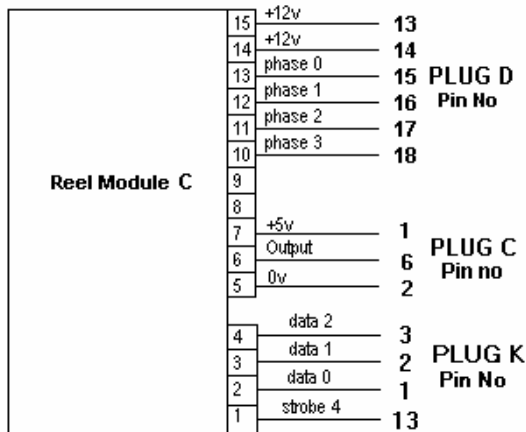 15 +12v 13
14 +12v 14
13 phase 0 15 PLUG D
12 phase 1 16 Pin No
11 phase 2 17
10 phase 3 18
Reel Module C 9
8
7 +5v 1 PLUG C
6 Output 6 Pin no
5 0v 2
4 data 2 3
3 data 1 2 PLUG K
2 data 0 1 Pin No
1 strobe 4 13